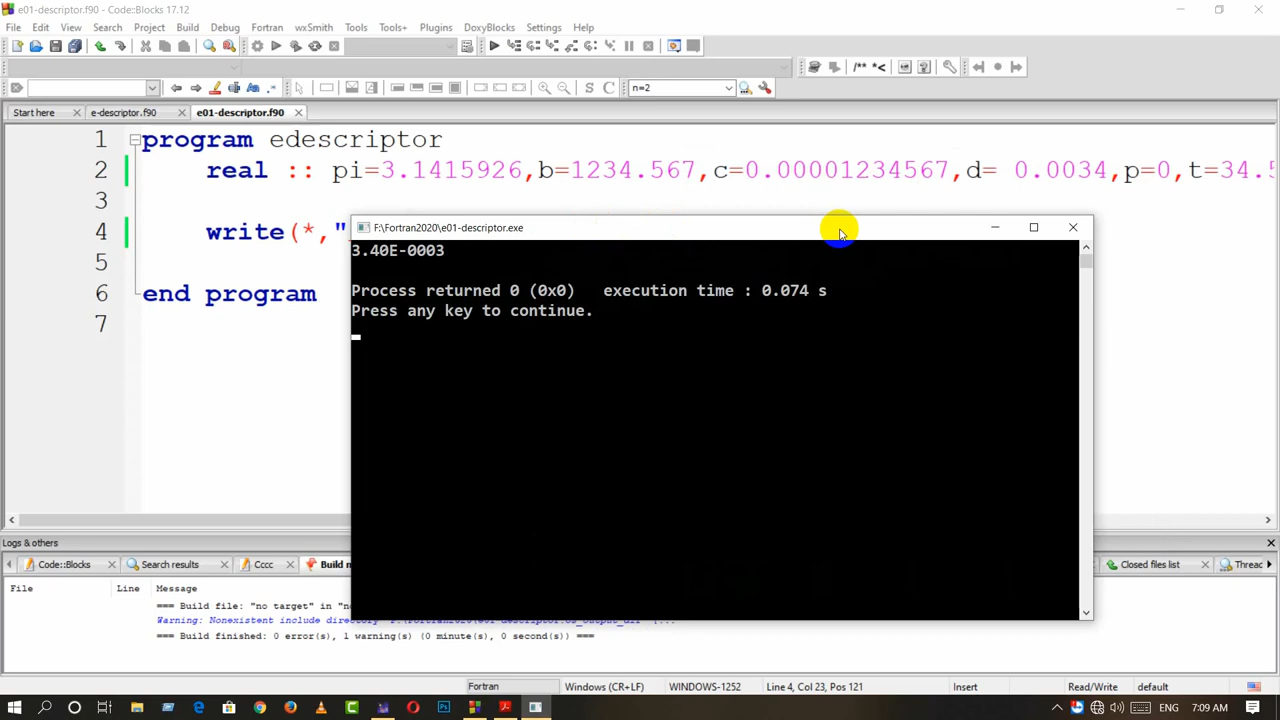 e01-descriptor.f90 - Code::Blocks 17.12
File Edit View Search Project Build Debug Fortran wxSmith Tools Tools+ Plugins DoxyBlocks Settings Help
/** *<
n=2
Start here e-descriptor.f90 e01-descriptor.f90
1 program edescriptor
2 real :: pi=3.1415926,b=1234.567,c=0.00001234567,d= 0.0034,p=0,t=34.5
3
4 write(*,"
5
6 end program
7
F:\Fortran2020\e01-descriptor.exe
3.40E-0003
Process returned 0 (0x0)   execution time : 0.074 s
Press any key to continue.
Logs & others
Code::Blocks Search results Cccc Build Closed files list Thread
File Line Message
=== Build file: "no target" in "no
Warning: Nonexistent include directory
=== Build finished: 0 error(s), 1 warning(s) (0 minute(s), 0 second(s)) ===
Fortran Windows (CR+LF) WINDOWS-1252 Line 4, Col 23, Pos 121 Insert Read/Write default
ENG 7:09 AM